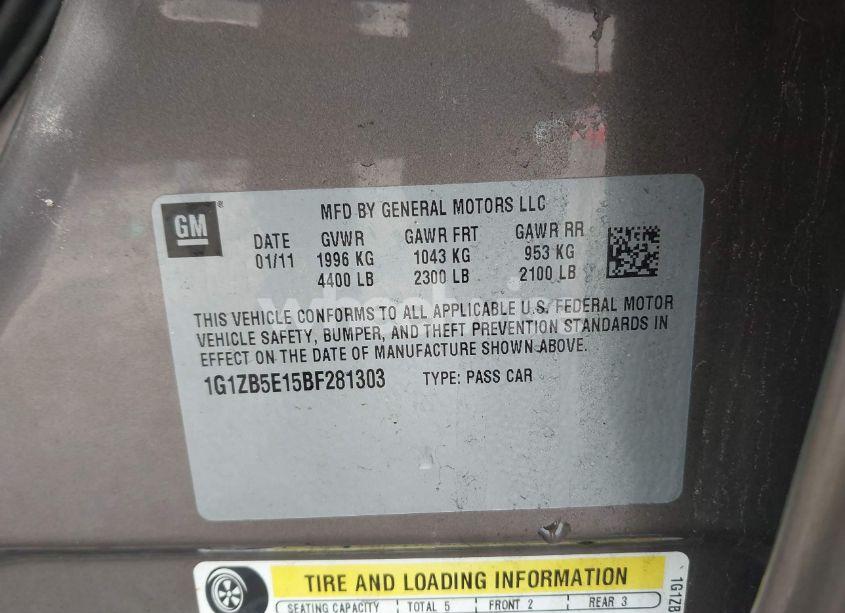 GM
®
MFD BY GENERAL MOTORS LLC
DATE GVWR GAWR FRT GAWR RR
01/11 1996 KG 1043 KG 953 KG
4400 LB 2300 LB 2100 LB
THIS VEHICLE CONFORMS TO ALL APPLICABLE U.S. FEDERAL MOTOR
VEHICLE SAFETY, BUMPER, AND THEFT PREVENTION STANDARDS IN
EFFECT ON THE DATE OF MANUFACTURE SHOWN ABOVE.
1G1ZB5E15BF281303 TYPE: PASS CAR
TIRE AND LOADING INFORMATION
SEATING CAPACITY TOTAL 5 FRONT 2 REAR 3
1G1ZB